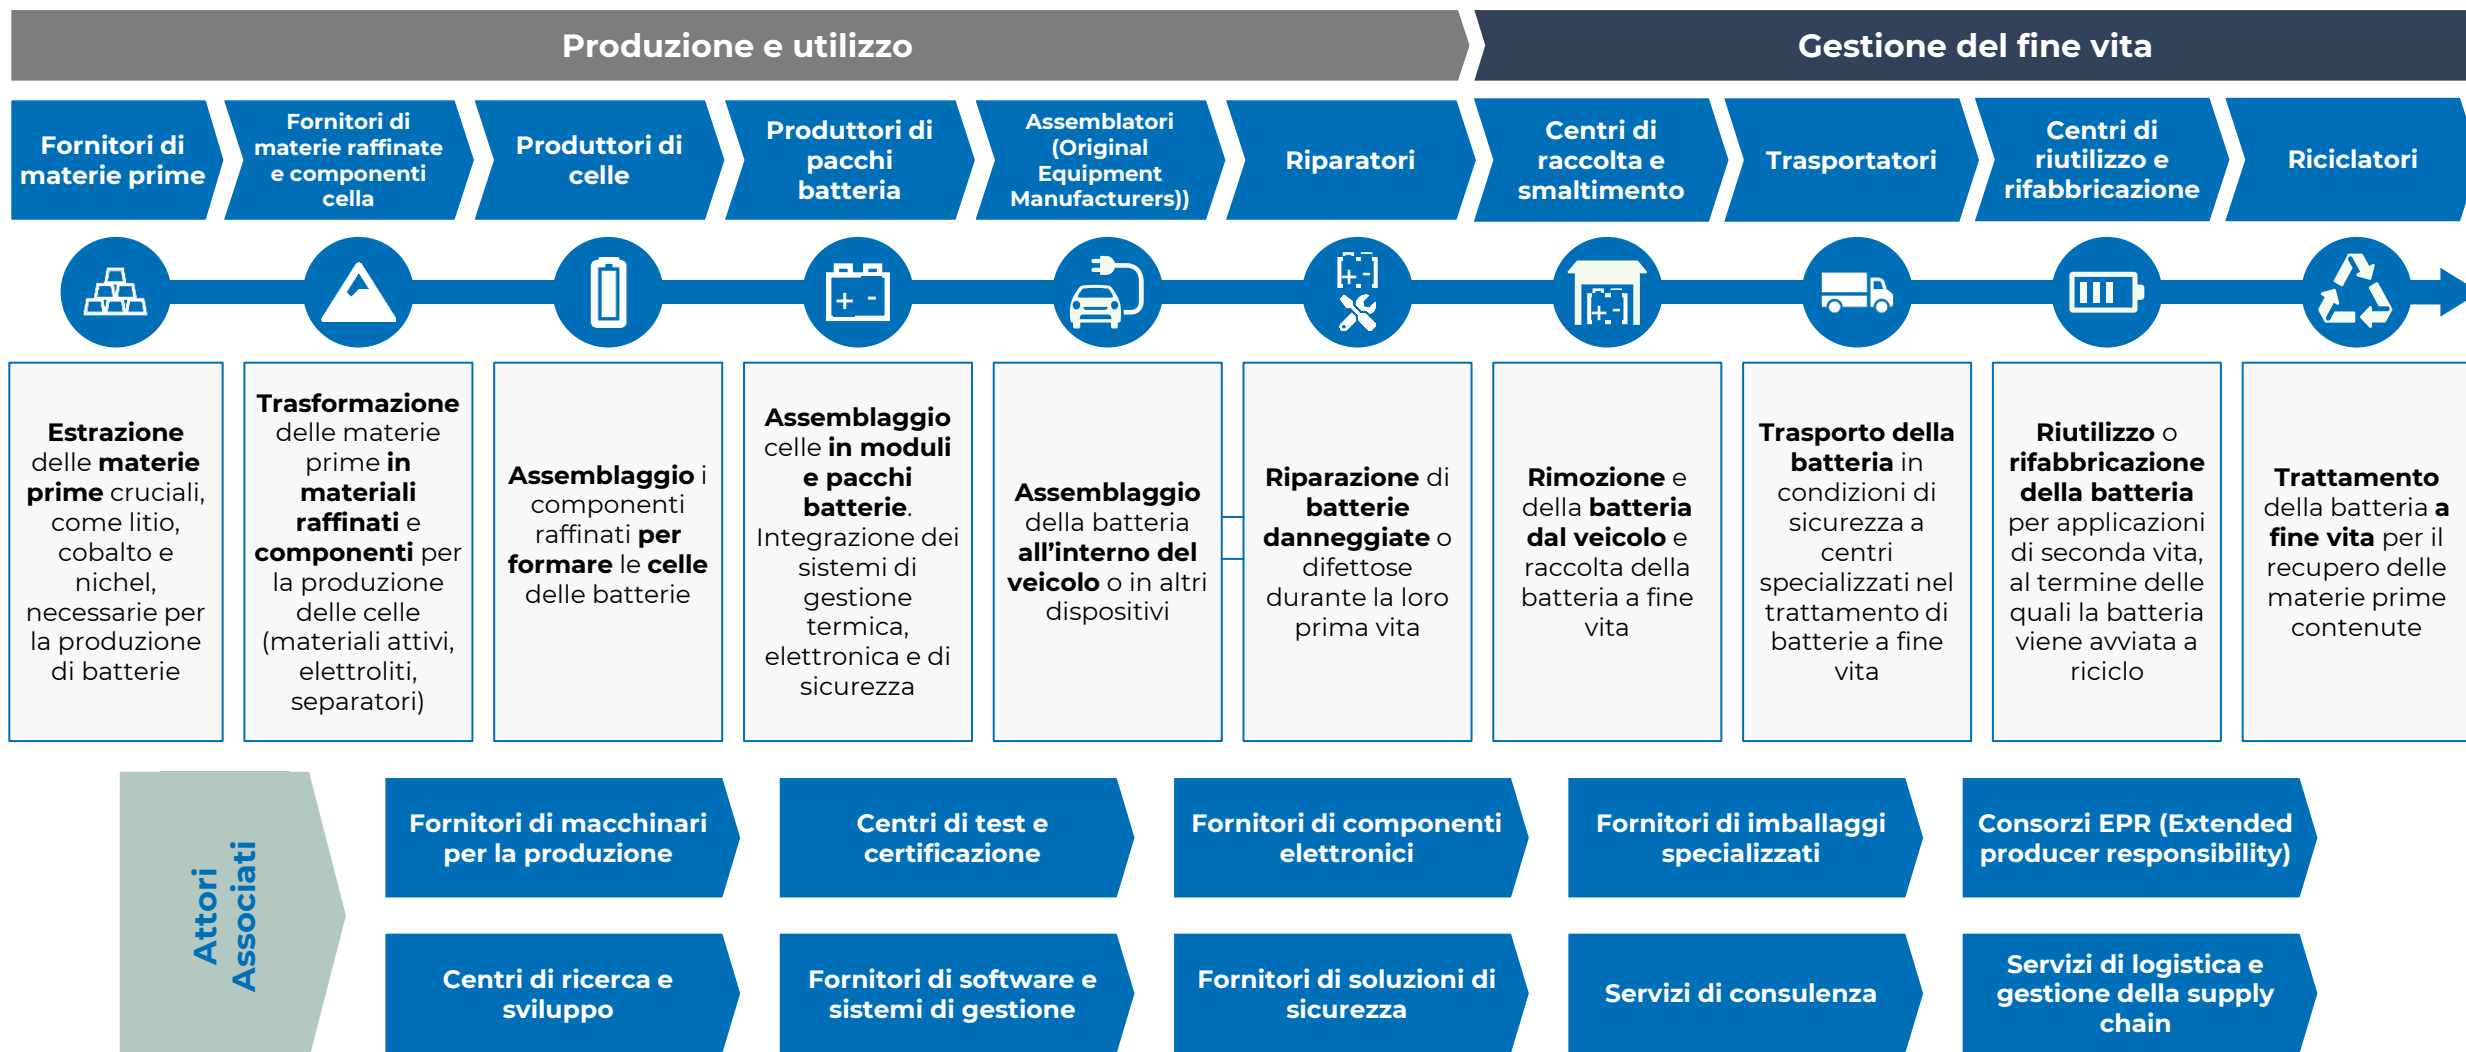 Produzione e utilizzo
Gestione del fine vita
Fornitori di
materie prime
Fornitori di
materie raffinate
e componenti
cella
Produttori di
celle
Produttori di
pacchi
batteria
Assemblatori
(Original
Equipment
Manufacturers))
Riparatori
Centri di
raccolta e
smaltimento
Trasportatori
Centri di
riutilizzo e
rifabbricazione
Riciclatori
Estrazione
delle materie
prime cruciali,
come litio,
cobalto e
nichel,
necessarie per
la produzione
di batterie
Trasformazione
delle materie
prime in
materiali
raffinati e
componenti per
la produzione
delle celle
(materiali attivi,
elettroliti,
separatori)
Assemblaggio i
componenti
raffinati per
formare le celle
delle batterie
Assemblaggio
celle in moduli
e pacchi
batterie.
Integrazione dei
sistemi di
gestione
termica,
elettronica e di
sicurezza
Assemblaggio
della batteria
all’interno del
veicolo o in altri
dispositivi
Riparazione di
batterie
danneggiate o
difettose
durante la loro
prima vita
Rimozione e
della batteria
dal veicolo e
raccolta della
batteria a fine
vita
Trasporto della
batteria in
condizioni di
sicurezza a
centri
specializzati nel
trattamento di
batterie a fine
vita
Riutilizzo o
rifabbricazione
della batteria
per applicazioni
di seconda vita,
al termine delle
quali la batteria
viene avviata a
riciclo
Trattamento
della batteria a
fine vita per il
recupero delle
materie prime
contenute
Attori
Associati
Fornitori di macchinari
per la produzione
Centri di test e
certificazione
Fornitori di componenti
elettronici
Fornitori di imballaggi
specializzati
Consorzi EPR (Extended
producer responsibility)
Centri di ricerca e
sviluppo
Fornitori di software e
sistemi di gestione
Fornitori di soluzioni di
sicurezza
Servizi di consulenza
Servizi di logistica e
gestione della supply
chain